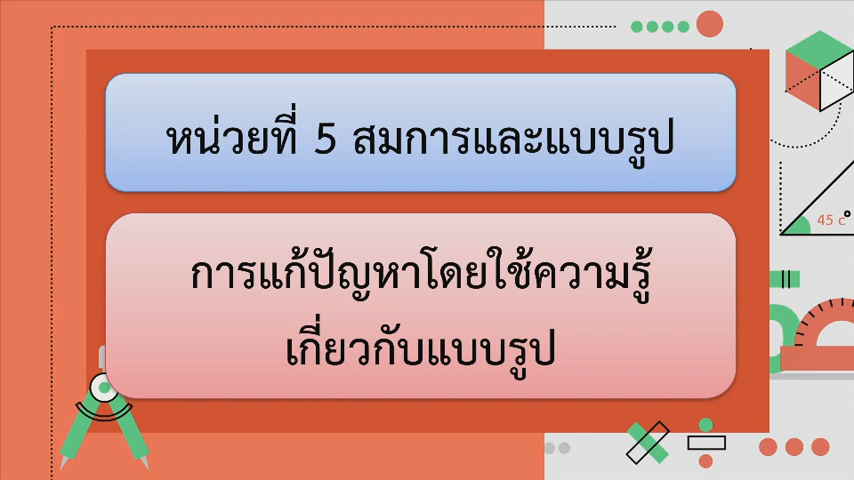 หน่วยที่ 5 สมการและแบบรูป
การแก้ปัญหาโดยใช้ความรู้
เกี่ยวกับแบบรูป
45 c°